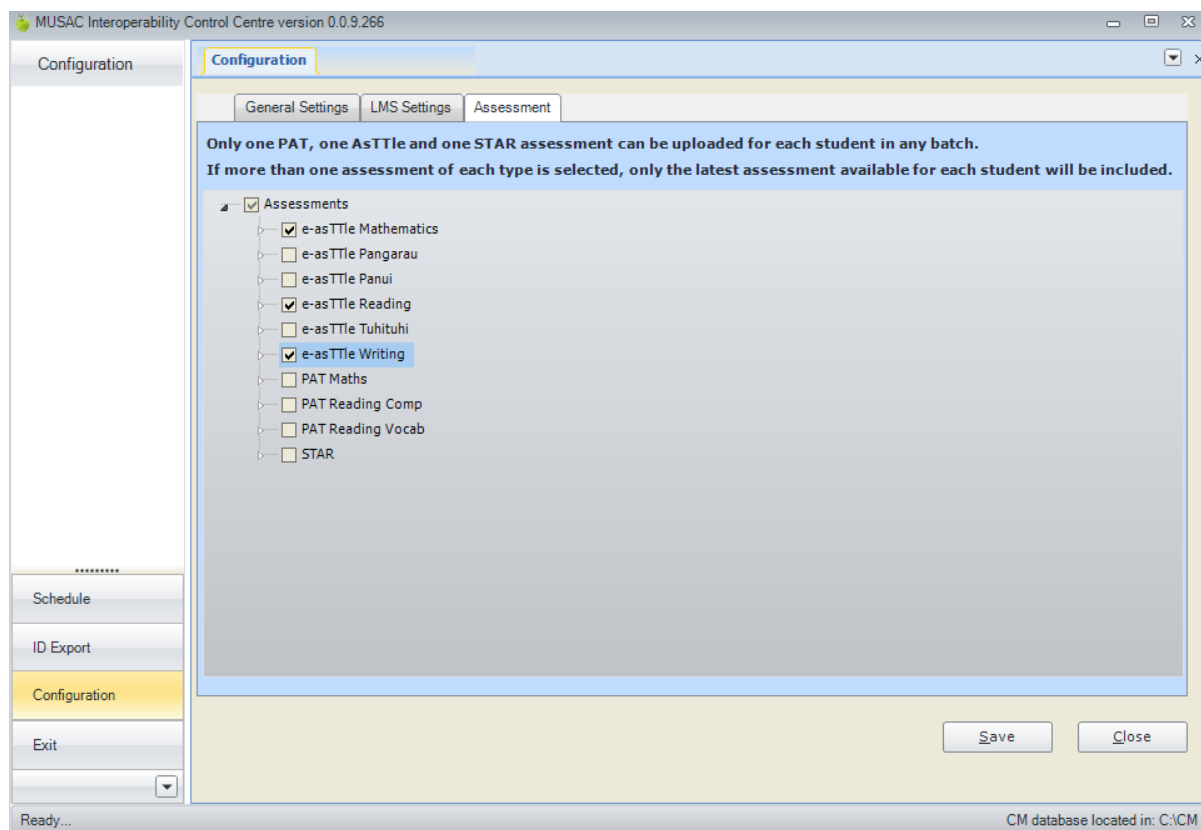 MUSAC Interoperability Control Centre version 0.0.9.266
Configuration
Configuration
General Settings
LMS Settings
Assessment
Only one PAT, one AsTTle and one STAR assessment can be uploaded for each student in any batch.
If more than one assessment of each type is selected, only the latest assessment available for each student will be included.
Assessments
e-asTTle Mathematics
e-asTTle Pangarau
e-asTTle Panui
e-asTTle Reading
e-asTTle Tuhituhi
e-asTTle Writing
PAT Maths
PAT Reading Comp
PAT Reading Vocab
STAR
Schedule
ID Export
Configuration
Exit
Save
Close
Ready...
CM database located in: C:\CM